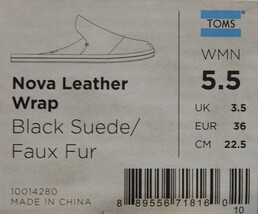 TOMS®
WMN
5.5
Nova Leather
Wrap
Black Suede/
Faux Fur
UK 3.5
EUR 36
CM 22.5
10014280
MADE IN CHINA
8 89556 71816 0
10